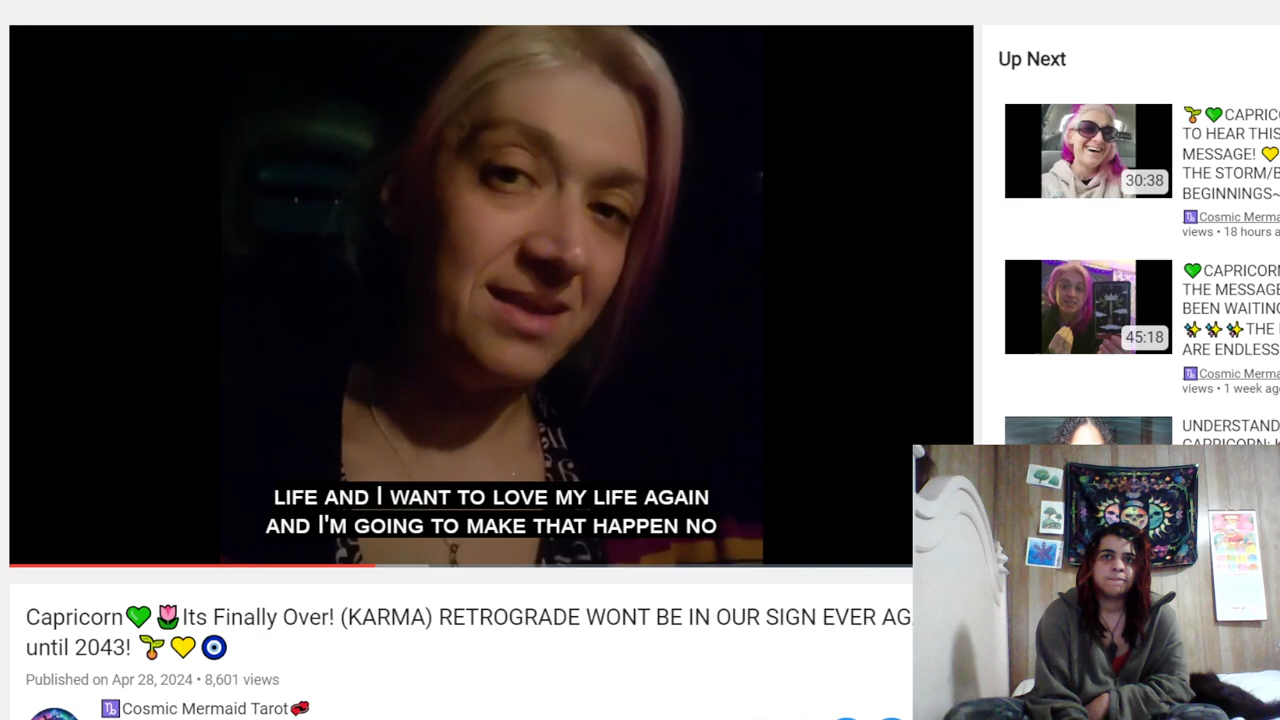 LIFE AND I WANT TO LOVE MY LIFE AGAIN
AND I'M GOING TO MAKE THAT HAPPEN NO
Capricorn💚🌷Its Finally Over! (KARMA) RETROGRADE WONT BE IN OUR SIGN EVER AG
until 2043! 🌱💛🧿
Published on Apr 28, 2024 • 8,601 views
♑Cosmic Mermaid Tarot💋
Up Next
30:38
🌱💚CAPRIC
TO HEAR THIS
MESSAGE! 💛
THE STORM/B
BEGINNINGS~
♑Cosmic Merma
views • 18 hours a
45:18
💚CAPRICORN
THE MESSAGE
BEEN WAITING
✨✨✨THE
ARE ENDLESS
♑Cosmic Merma
views • 1 week ag
UNDERSTAND